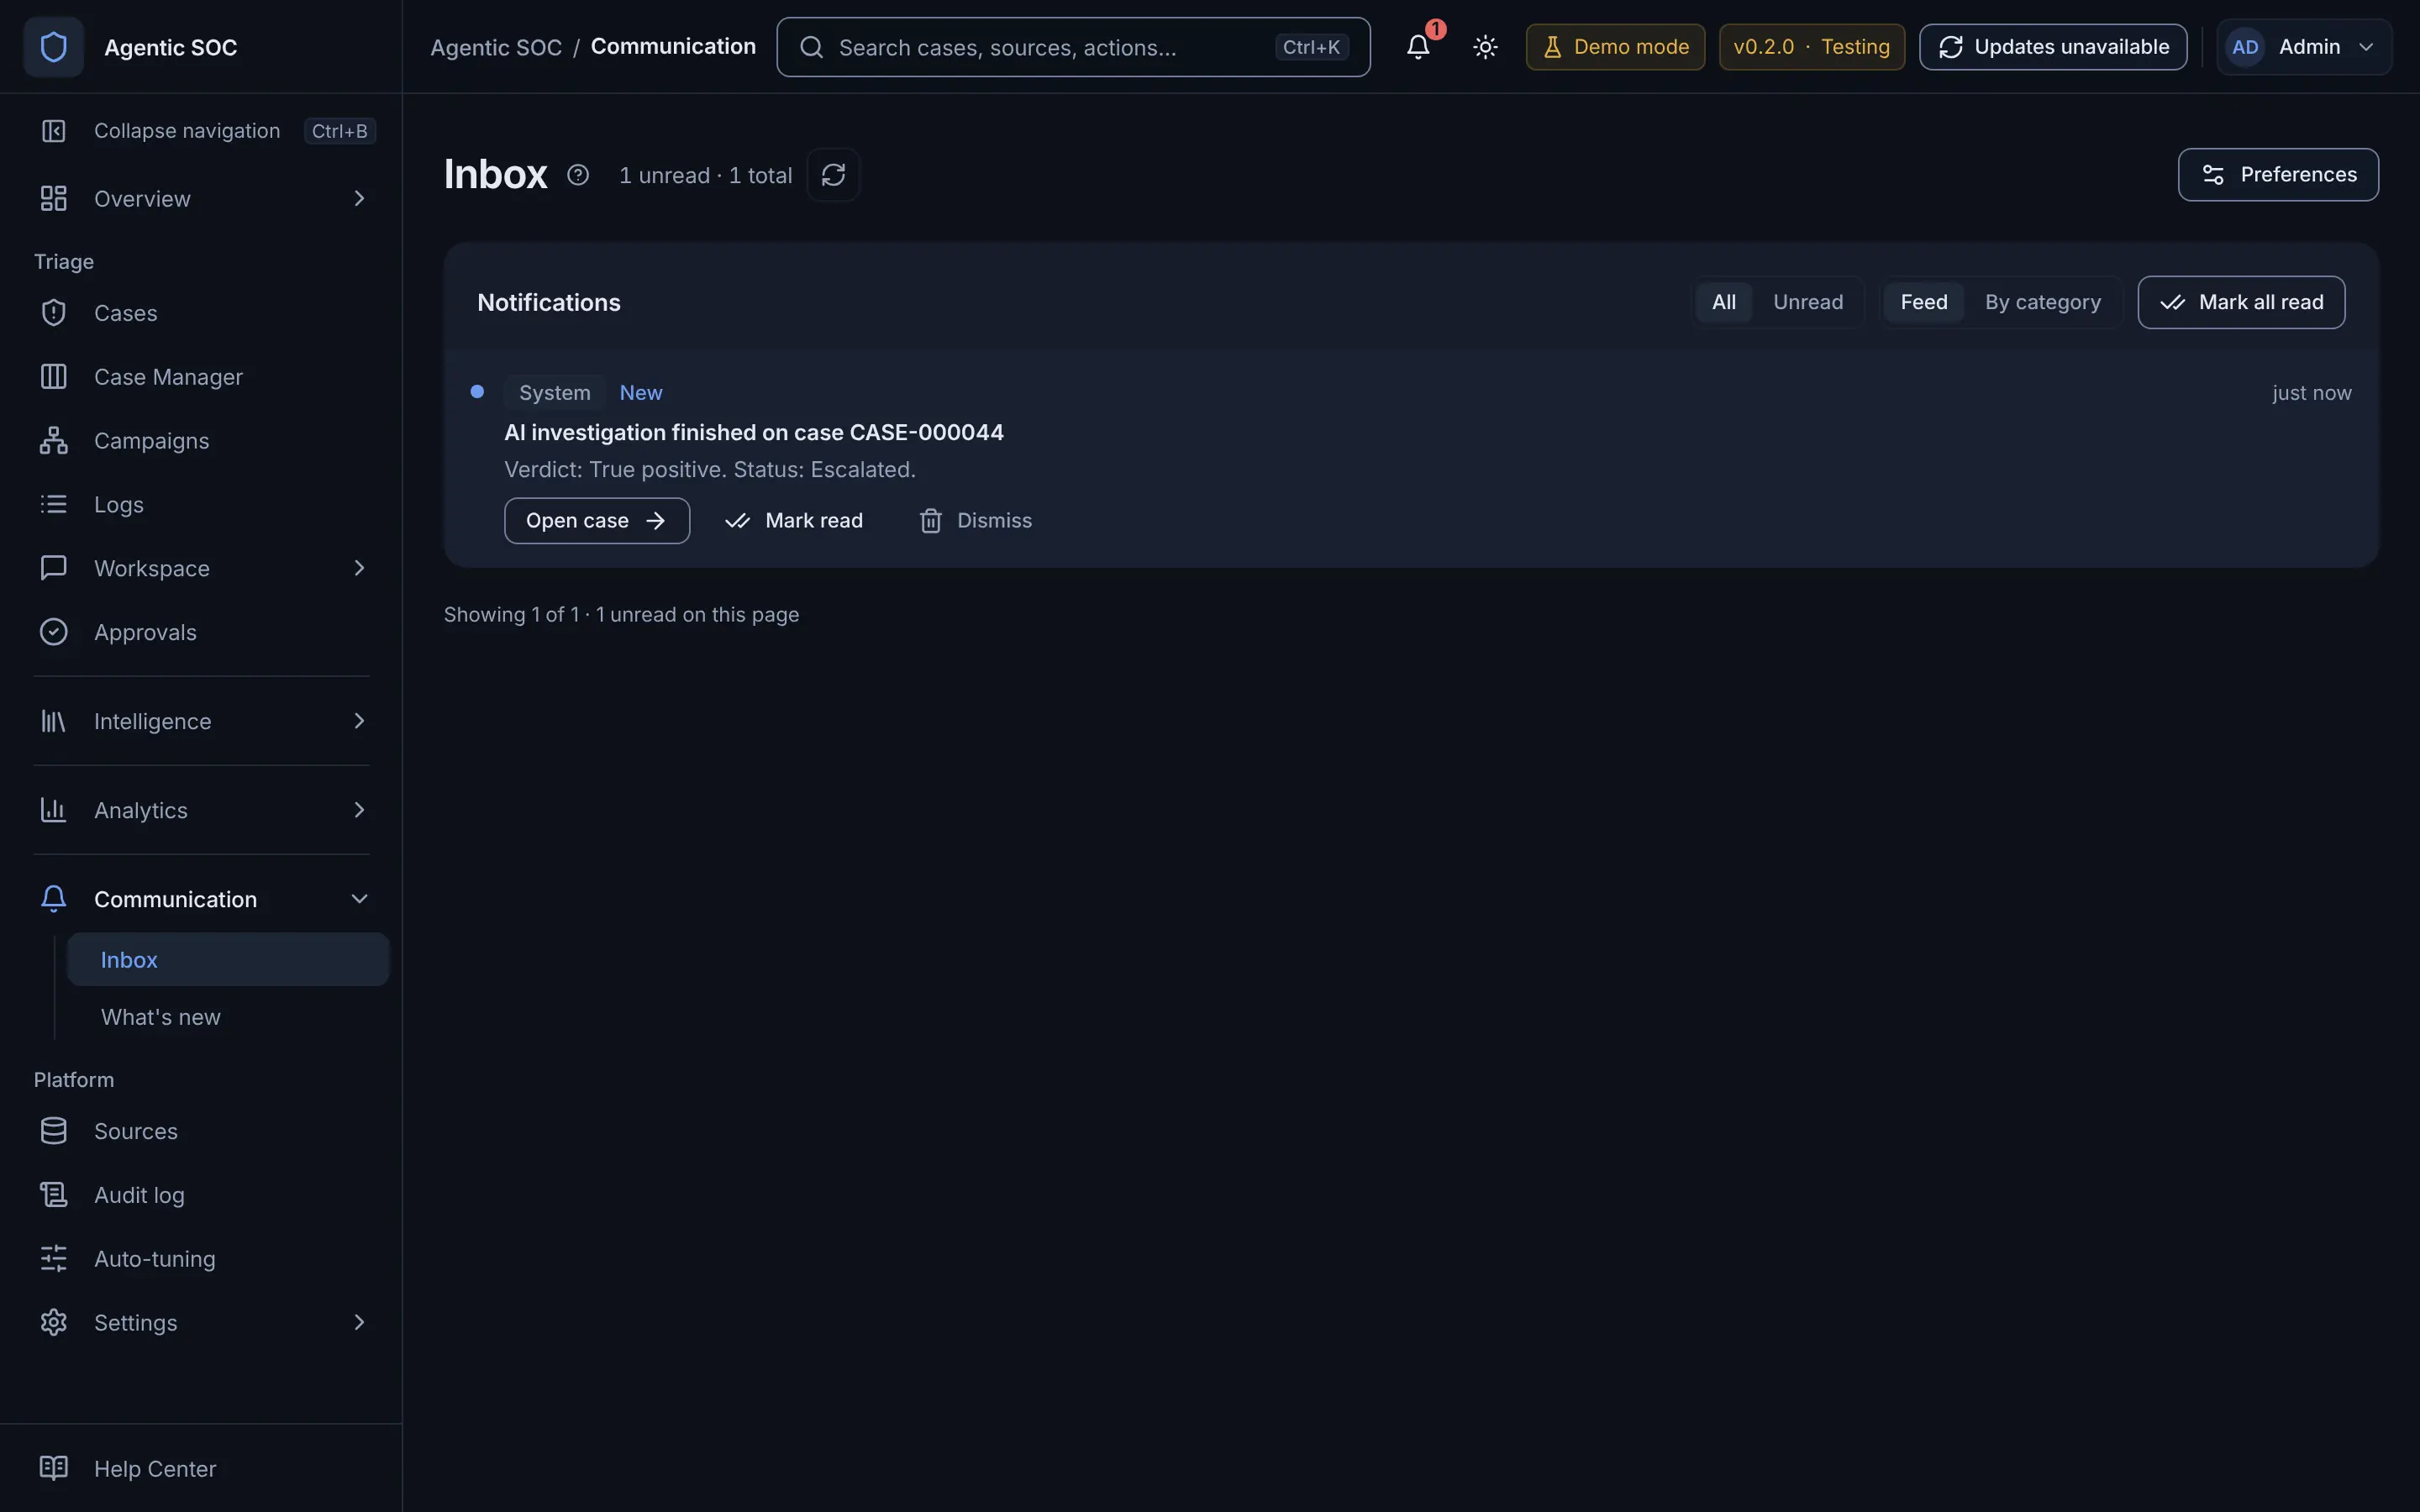 Agentic SOC
Agentic SOC / Communication
Search cases, sources, actions...
Ctrl+K
1
Demo mode
v0.2.0 · Testing
Updates unavailable
AD
Admin
Collapse navigation
Ctrl+B
Overview
Triage
Cases
Case Manager
Campaigns
Logs
Workspace
Approvals
Intelligence
Analytics
Communication
Inbox
What's new
Platform
Sources
Audit log
Auto-tuning
Settings
Help Center
Inbox
1 unread · 1 total
Preferences
Notifications
All
Unread
Feed
By category
Mark all read
System
New
just now
AI investigation finished on case CASE-000044
Verdict: True positive. Status: Escalated.
Open case
Mark read
Dismiss
Showing 1 of 1 · 1 unread on this page